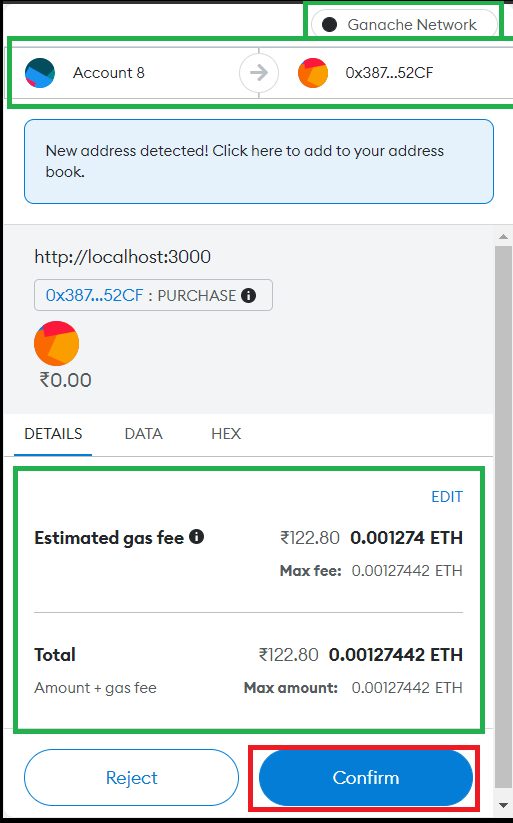 Ganache Network
Account 8
0x387...52CF
New address detected! Click here to add to your address
book.
http://localhost:3000
0x387...52CF : PURCHASE
₹0.00
DETAILS DATA HEX
EDIT
Estimated gas fee ₹122.80 0.001274 ETH
Max fee: 0.00127442 ETH
Total ₹122.80 0.00127442 ETH
Amount + gas fee Max amount: 0.00127442 ETH
Reject Confirm